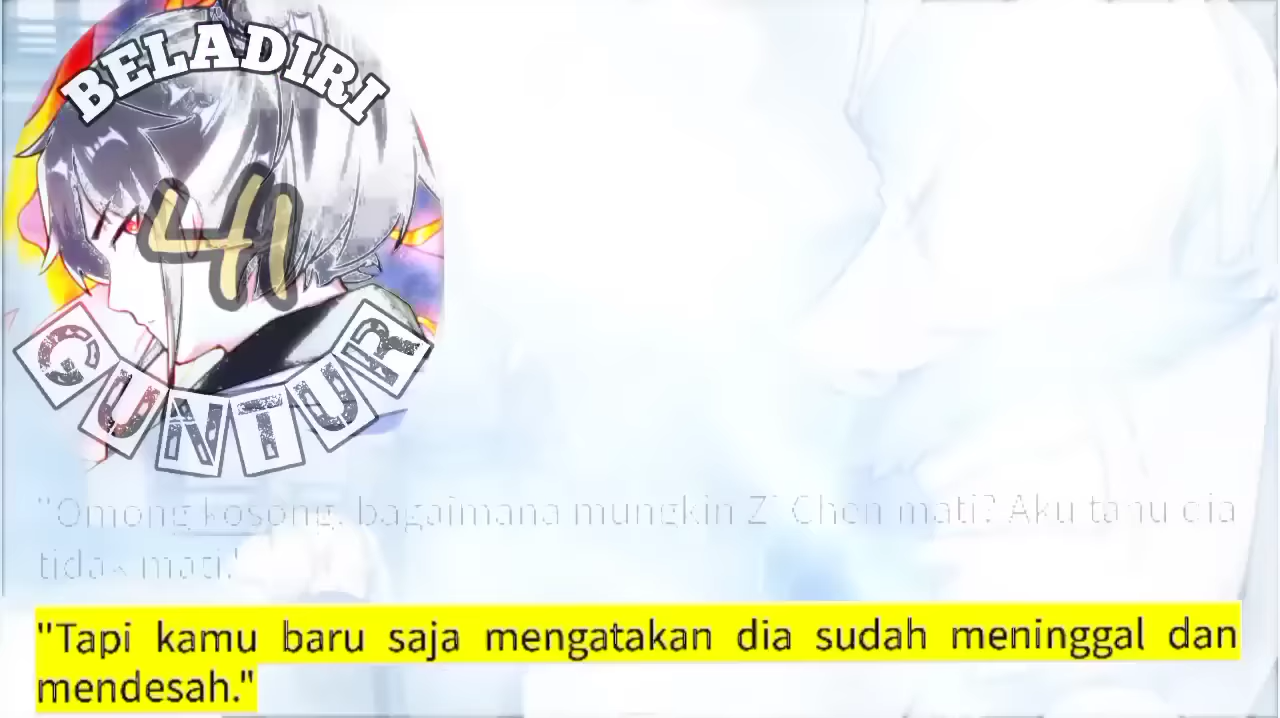 BELADIRI
41
GUNTUR
"Omong kosong, bagaimana mungkin Zi Chen mati? Aku tahu dia
tidak mati."
"Tapi kamu baru saja mengatakan dia sudah meninggal dan
mendesah."